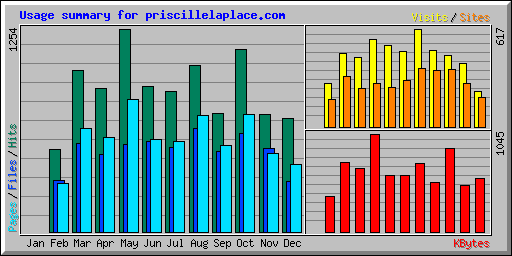 Usage summary for priscillelaplace.com
Visits/Sites
1254
617
1045
Pages/Files/Hits
Jan Feb Mar Apr May Jun Jul Aug Sep Oct Nov Dec
KBytes